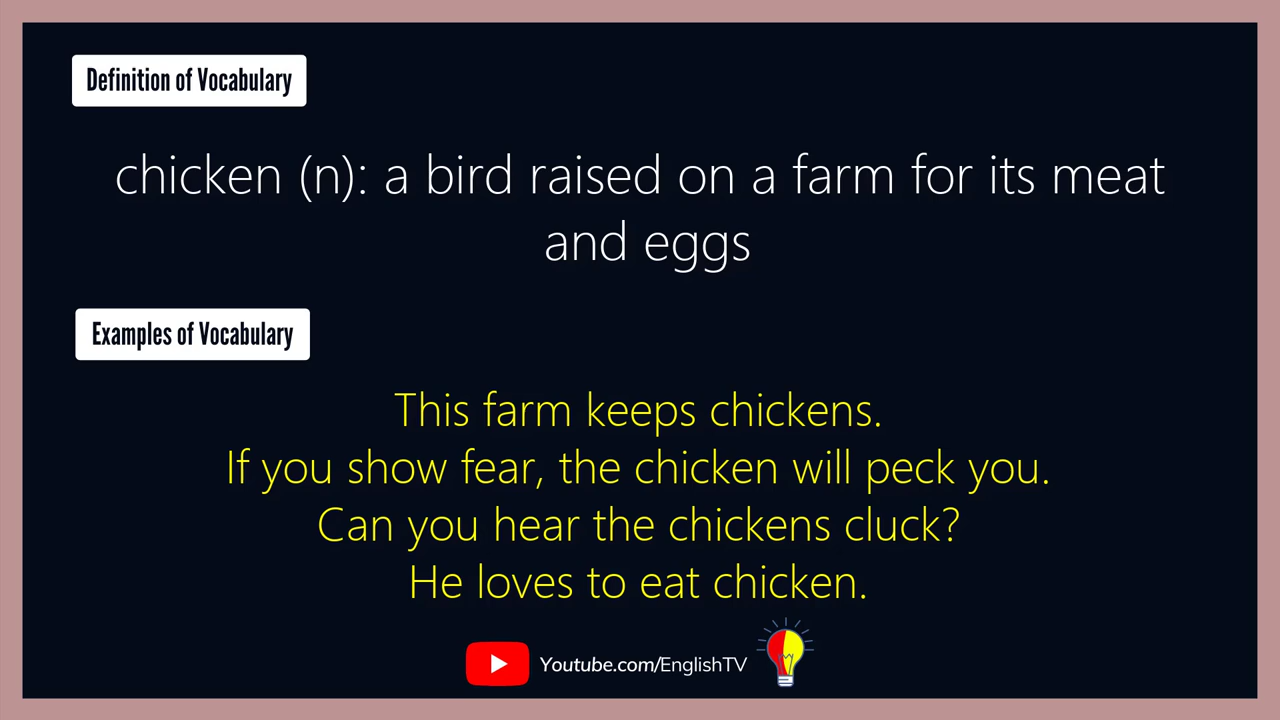 Definition of Vocabulary
chicken (n): a bird raised on a farm for its meat
and eggs
Examples of Vocabulary
This farm keeps chickens.
If you show fear, the chicken will peck you.
Can you hear the chickens cluck?
He loves to eat chicken.
Youtube.com/EnglishTV